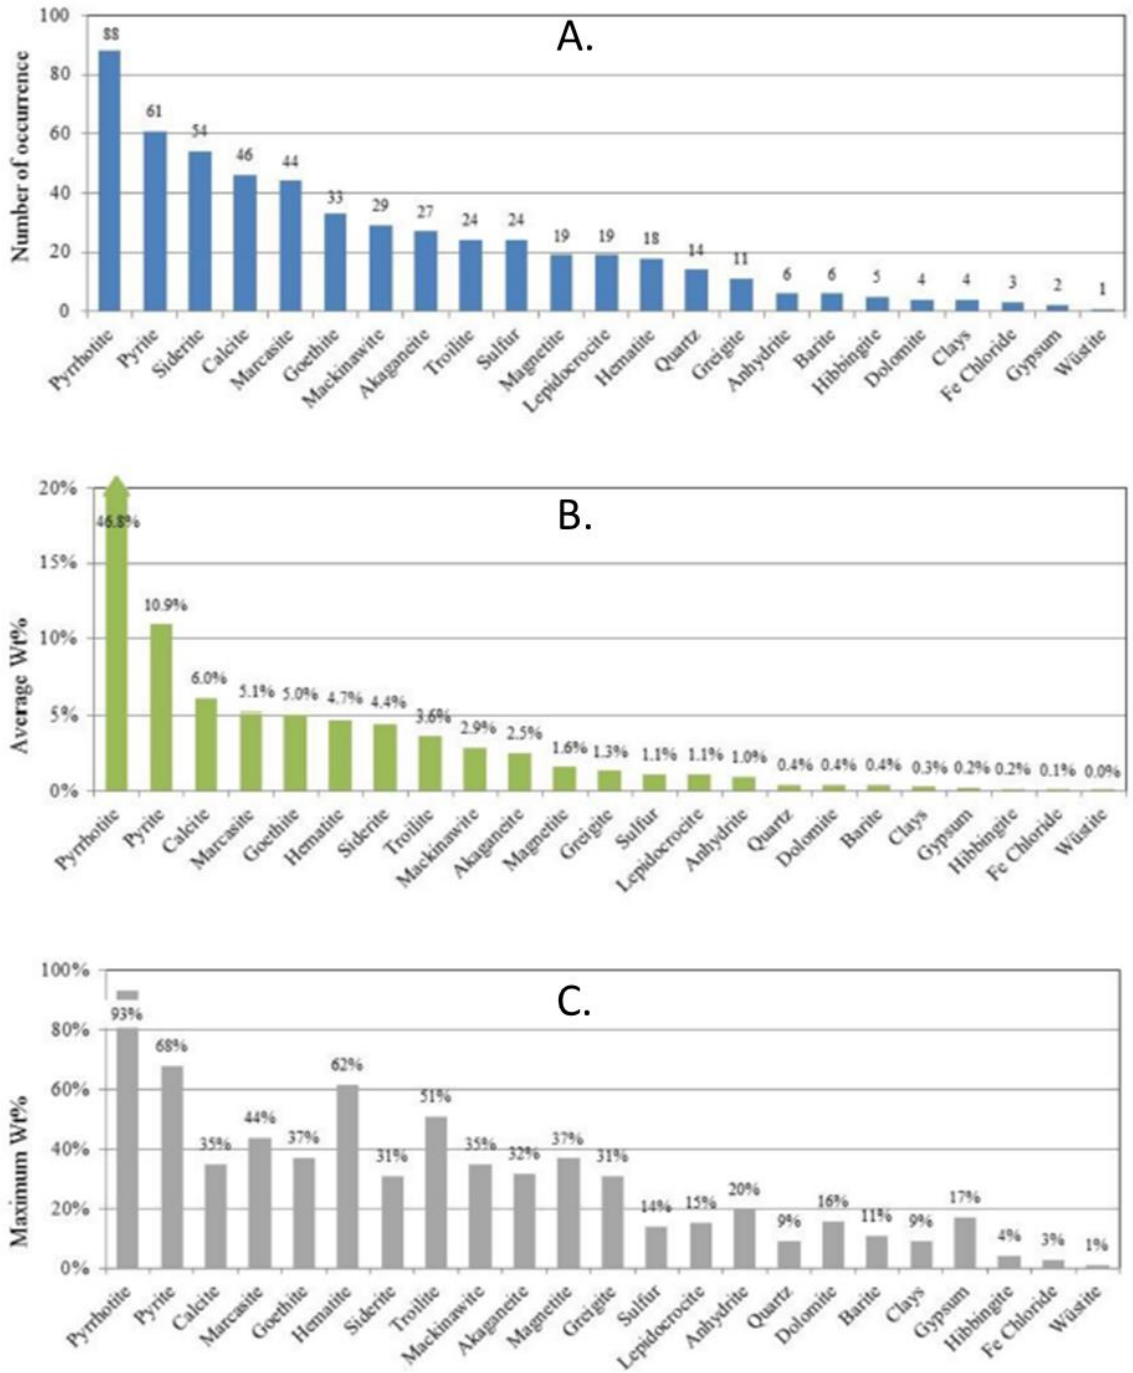 A.
Number of occurrence
100
80
60
40
20
0
88
61
54
46
44
33
29
27
24
24
19
19
18
14
11
6
6
5
4
4
3
2
1
Pyrrhotite
Pyrite
Siderite
Calcite
Marcasite
Goethite
Mackinawite
Akaganeite
Troilite
Sulfur
Magnetite
Lepidocrocite
Hematite
Quartz
Greigite
Anhydrite
Barite
Hibbingite
Dolomite
Clays
Fe Chloride
Gypsum
Wüstite
B.
Average Wt%
20%
15%
10%
5%
0%
46.8%
10.9%
6.0%
5.1%
5.0%
4.7%
4.4%
3.6%
2.9%
2.5%
1.6%
1.3%
1.1%
1.1%
1.0%
0.4%
0.4%
0.4%
0.3%
0.2%
0.2%
0.1%
0.0%
Pyrrhotite
Pyrite
Calcite
Marcasite
Goethite
Hematite
Siderite
Troilite
Mackinawite
Akaganeite
Magnetite
Greigite
Sulfur
Lepidocrocite
Anhydrite
Quartz
Dolomite
Barite
Clays
Gypsum
Hibbingite
Fe Chloride
Wüstite
C.
Maximum Wt%
100%
80%
60%
40%
20%
0%
93%
68%
35%
44%
37%
62%
31%
51%
35%
32%
37%
31%
14%
15%
20%
9%
16%
11%
9%
17%
4%
3%
1%
Pyrrhotite
Pyrite
Calcite
Marcasite
Goethite
Hematite
Siderite
Troilite
Mackinawite
Akaganeite
Magnetite
Greigite
Sulfur
Lepidocrocite
Anhydrite
Quartz
Dolomite
Barite
Clays
Gypsum
Hibbingite
Fe Chloride
Wüstite